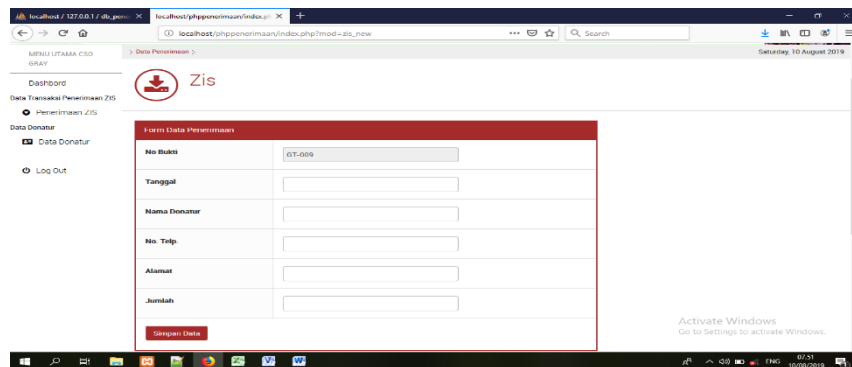 localhost / 127.0.0.1 / db_pene
localhost/phppenerimaan/index.ph
localhost/phppenerimaan/index.php?mod=zis_new
Search
MENU UTAMA CSO
GRAY
> Data Penerimaan >
Saturday, 10 August 2019
Dashbord
Data Transaksi Penerimaan ZIS
Penerimaan ZIS
Data Donatur
Data Donatur
Log Out
Zis
Form Data Penerimaan
No Bukti
GT-009
Tanggal
Nama Donatur
No. Telp.
Alamat
Jumlah
Simpan Data
Activate Windows
Go to Settings to activate Windows.
ENG
07.51
10/08/2019